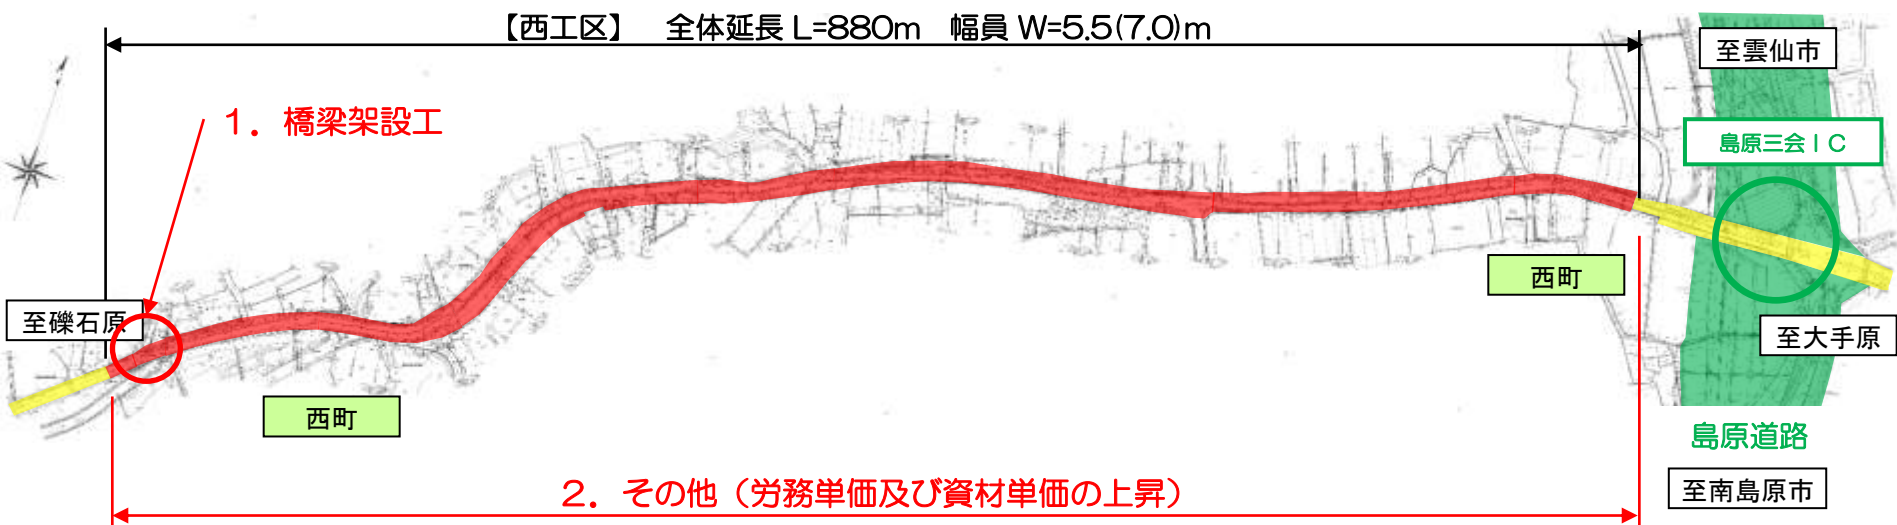 【西工区】　全体延長 L=880m　幅員 W=5.5(7.0)m
至雲仙市
1．橋梁架設工
島原三会IC
西町
至礫石原
至大手原
西町
島原道路
2．その他（労務単価及び資材単価の上昇）
至南島原市